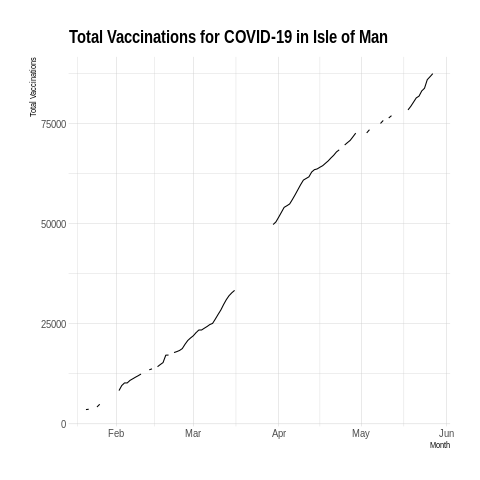 Total Vaccinations for COVID-19 in Isle of Man
Total Vaccinations
75000
50000
25000
0
Feb Mar Apr May Jun
Month